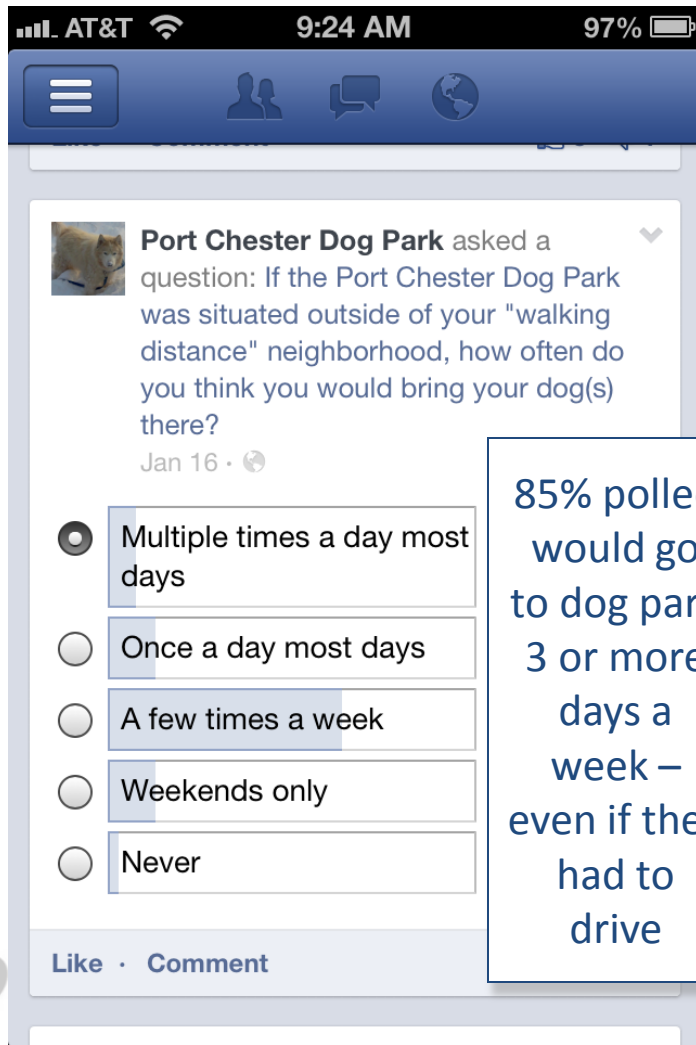 AT&T 9:24 AM 97%
Port Chester Dog Park asked a
question: If the Port Chester Dog Park
was situated outside of your "walking
distance" neighborhood, how often do
you think you would bring your dog(s)
there?
Jan 16 ·
Multiple times a day most
days
Once a day most days
A few times a week
Weekends only
Never
Like · Comment
85% polle
would go
to dog par
3 or more
days a
week –
even if the
had to
drive